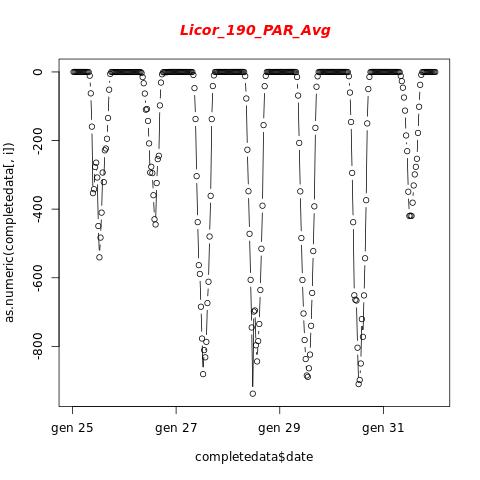 Licor_190_PAR_Avg
as.numeric(completedata[, i])
0
-200
-400
-600
-800
gen 25
gen 27
gen 29
gen 31
completedata$date